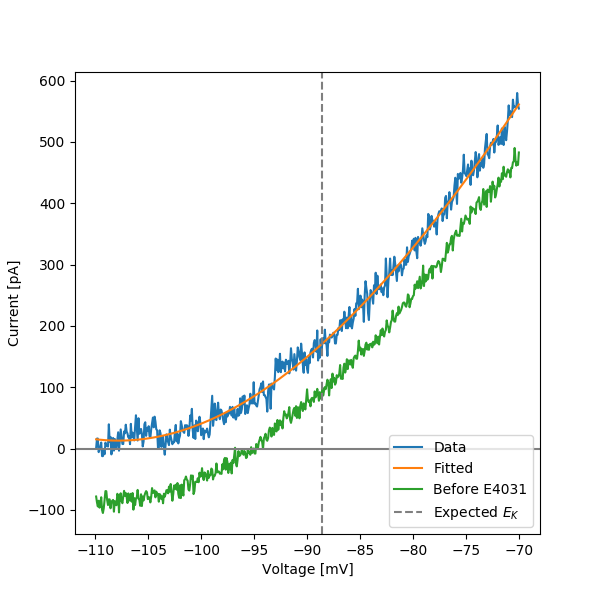 600
500
400
300
200
100
0
−100
Current [pA]
−110
−105
−100
−95
−90
−85
−80
−75
−70
Voltage [mV]
Data
Fitted
Before E4031
Expected E_K